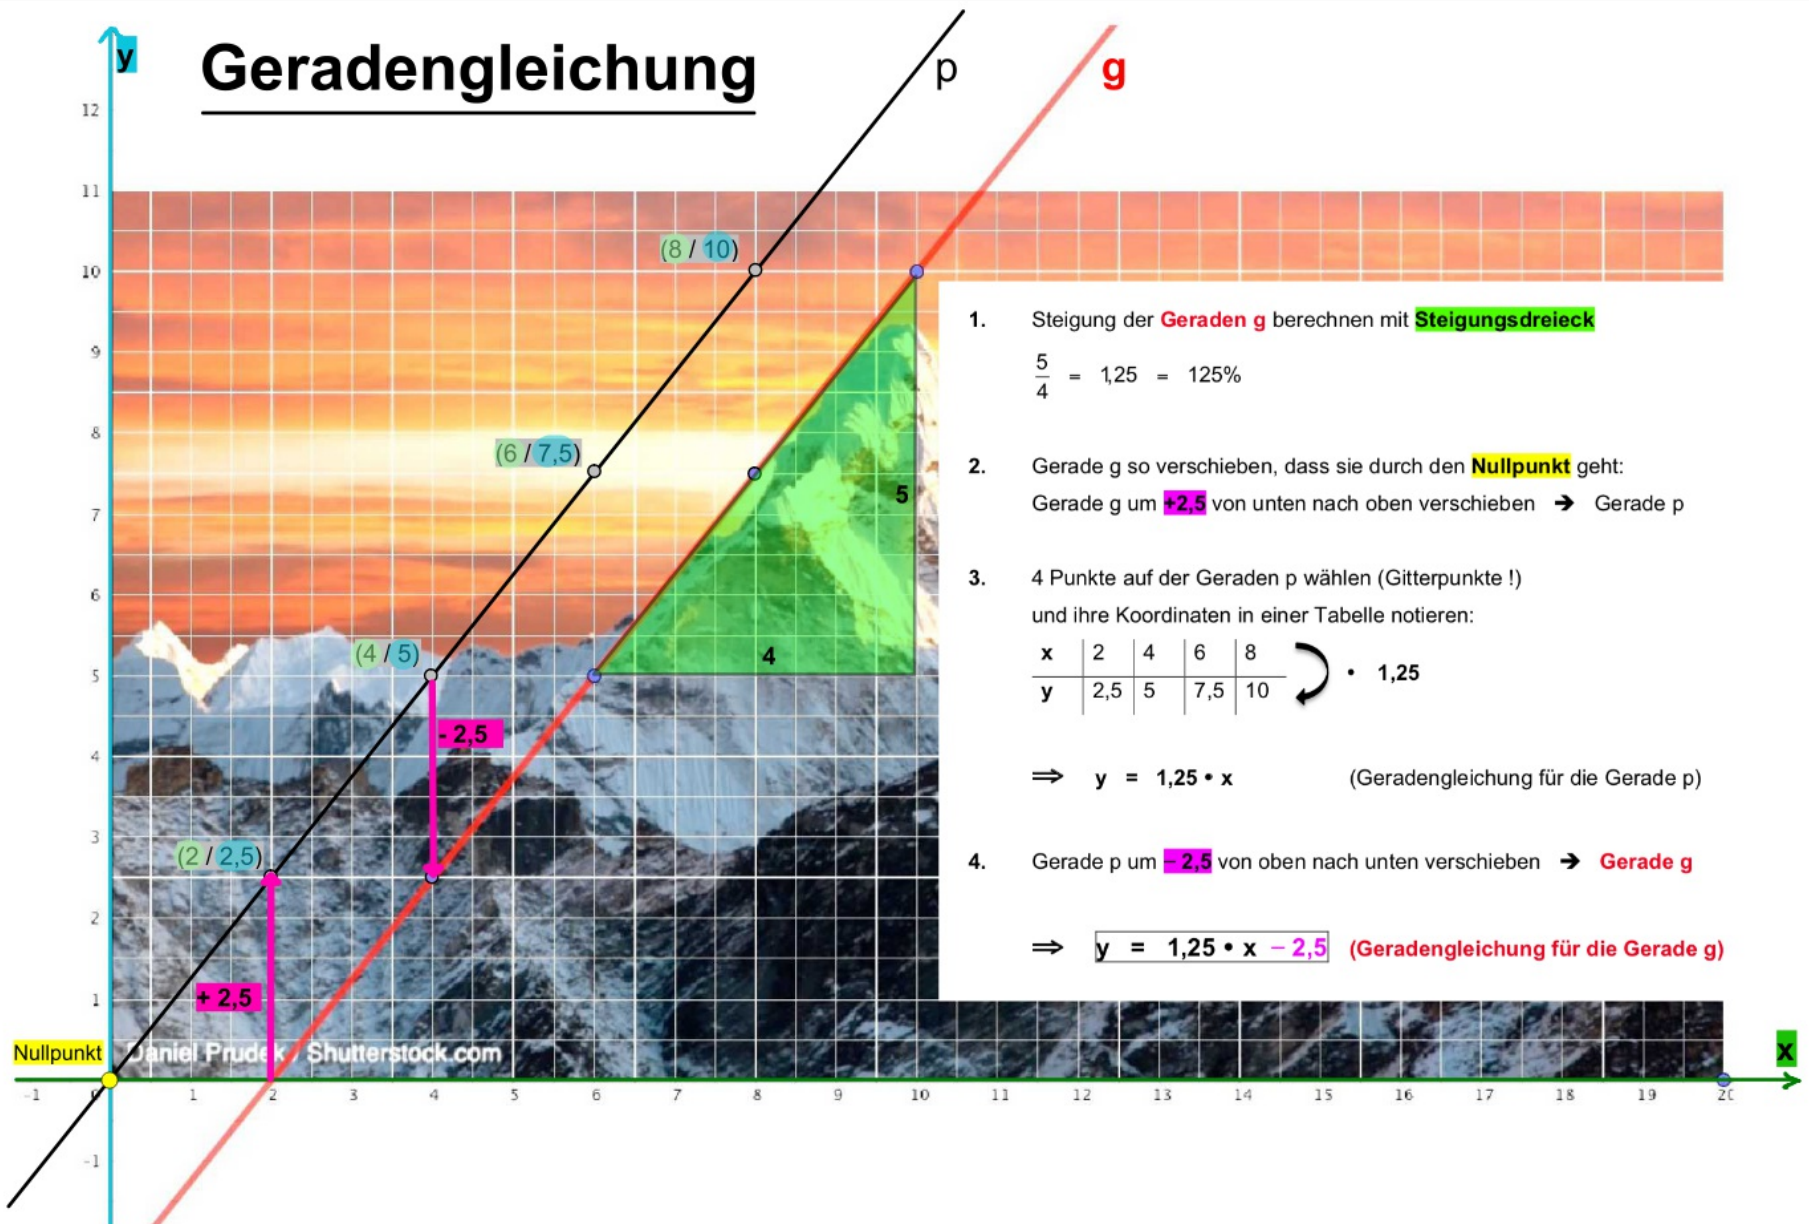 y
Geradengleichung
p
g
12
11
10
9
8
7
6
5
4
3
2
1
-1
(8 / 10)
(6 / 7,5)
(4 / 5)
(2 / 2,5)
5
4
- 2,5
+ 2,5
Nullpunkt
Daniel Prudek / Shutterstock.com
x
-1 0 1 2 3 4 5 6 7 8 9 10 11 12 13 14 15 16 17 18 19 20
1. Steigung der Geraden g berechnen mit Steigungsdreieck
5/4 = 1,25 = 125%
2. Gerade g so verschieben, dass sie durch den Nullpunkt geht:
Gerade g um +2,5 von unten nach oben verschieben ➔ Gerade p
3. 4 Punkte auf der Geraden p wählen (Gitterpunkte !)
und ihre Koordinaten in einer Tabelle notieren:
x 2 4 6 8
y 2,5 5 7,5 10
• 1,25
⇒ y = 1,25 • x (Geradengleichung für die Gerade p)
4. Gerade p um – 2,5 von oben nach unten verschieben ➔ Gerade g
⇒ y = 1,25 • x – 2,5 (Geradengleichung für die Gerade g)